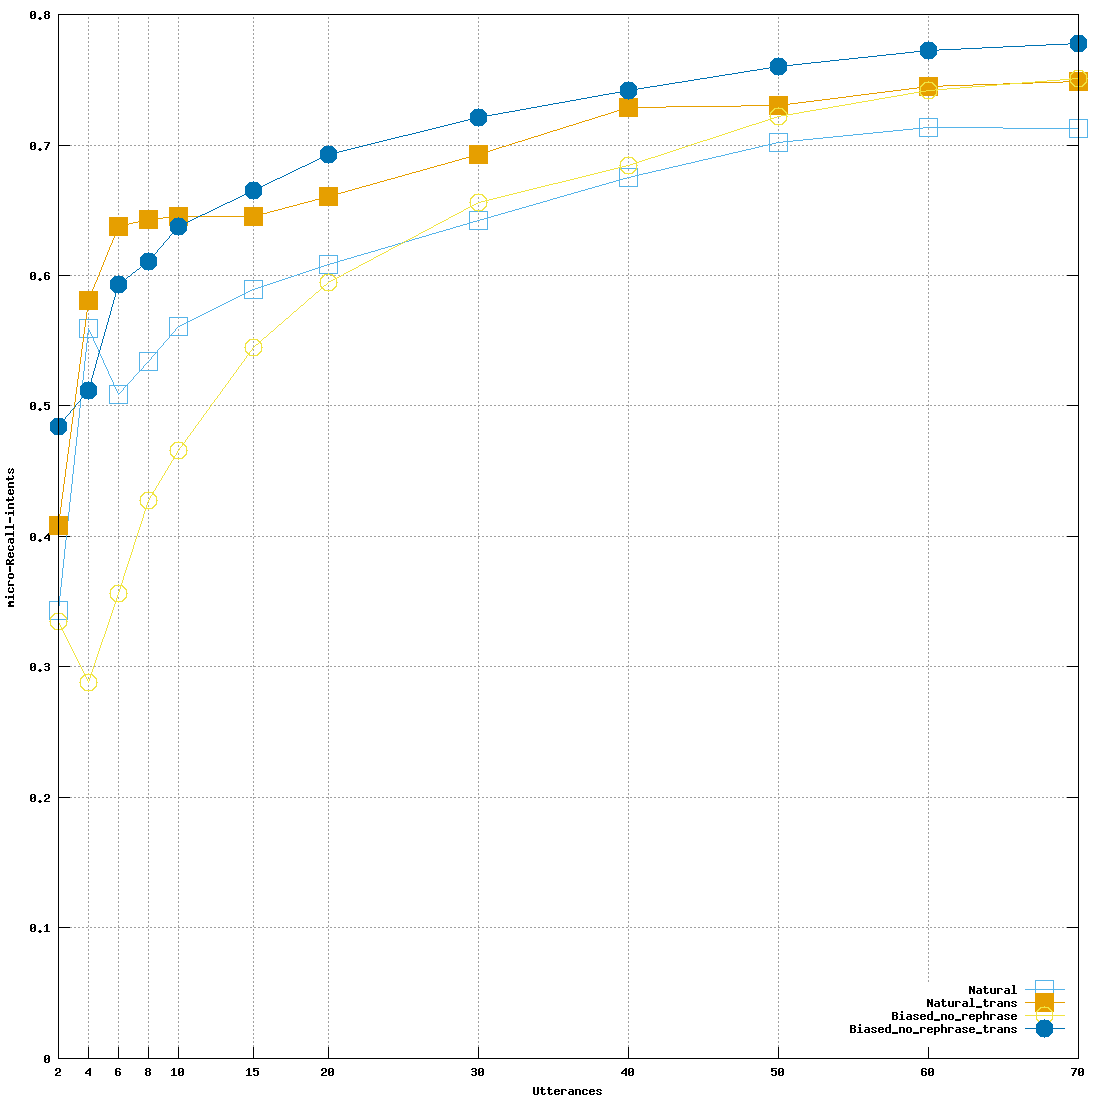 0.8
0.7
0.6
0.5
0.4
0.3
0.2
0.1
0
micro-Recall-intents
2 4 6 8 10 15 20 30 40 50 60 70
Utterances
Natural
Natural_trans
Biased_no_rephrase
Biased_no_rephrase_trans